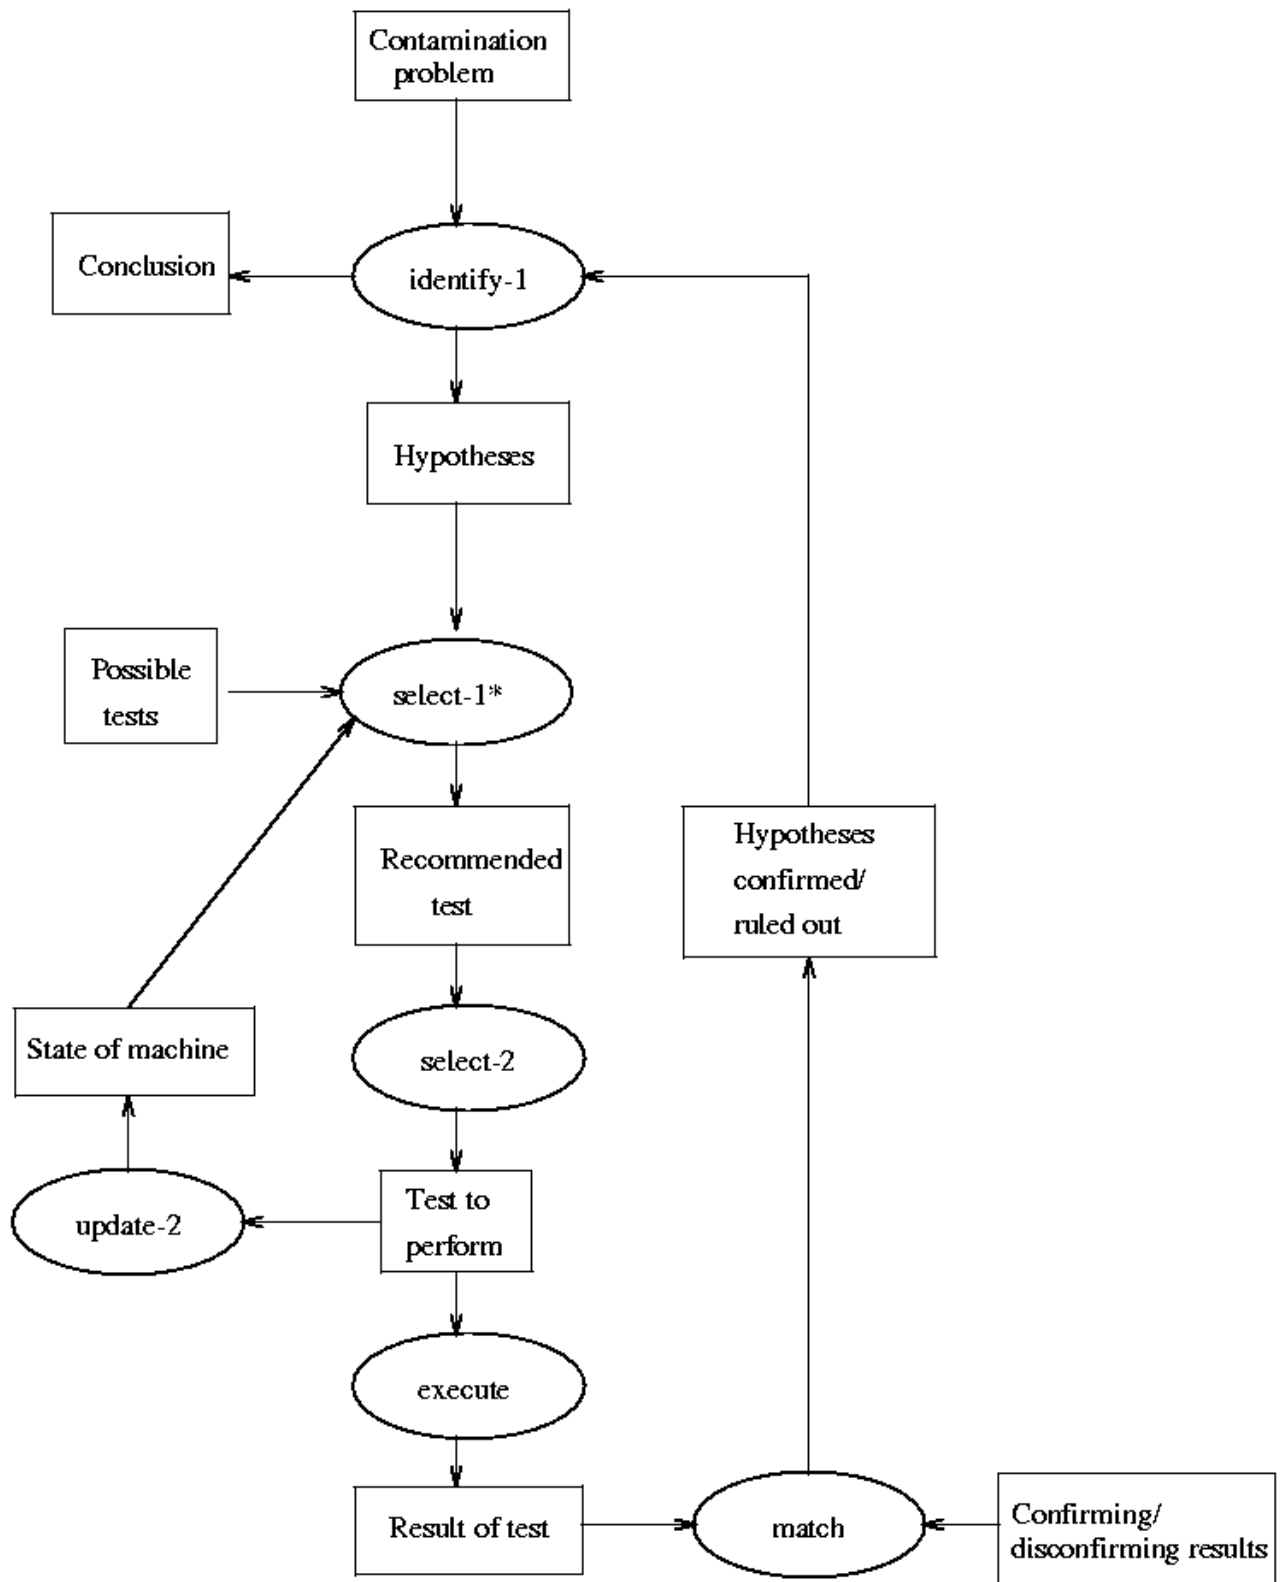 Contamination
problem
Conclusion
identify-1
Hypotheses
Possible
tests
select-1*
Recommended
test
Hypotheses
confirmed/
ruled out
State of machine
select-2
update-2
Test to
perform
execute
Result of test
match
Confirming/
disconfirming results